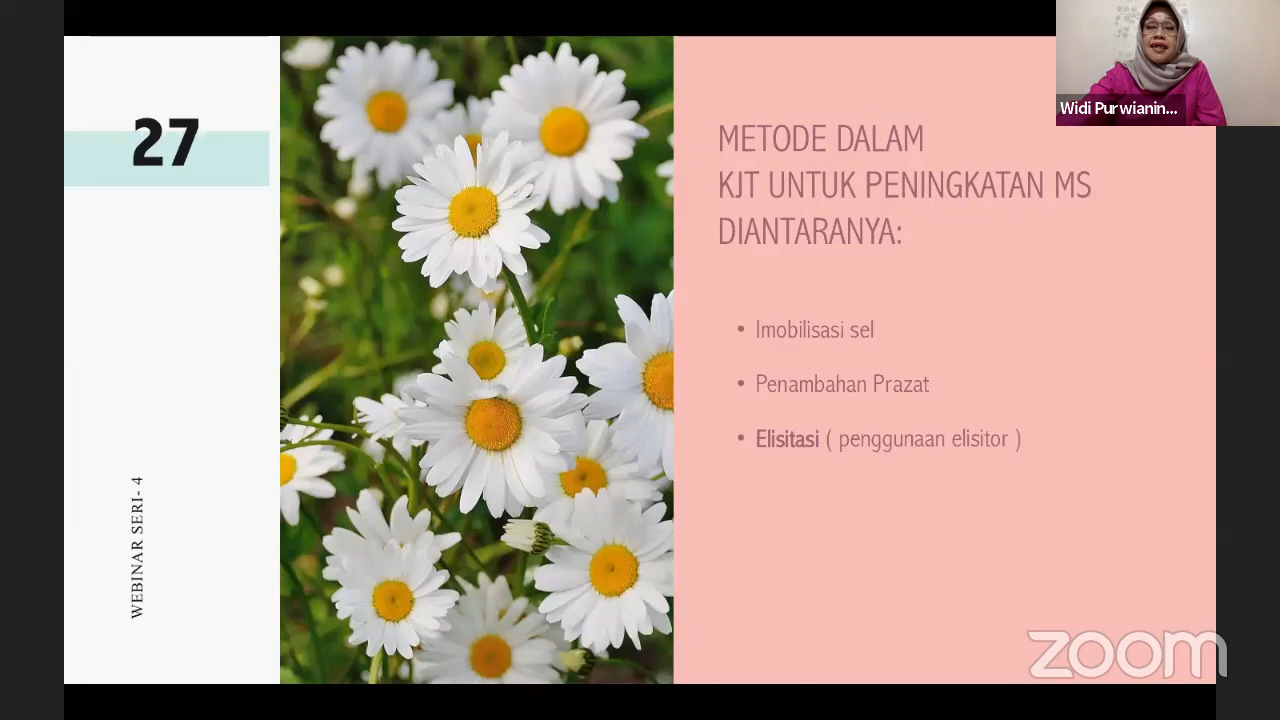 27
METODE DALAM
KJT UNTUK PENINGKATAN MS
DIANTARANYA:
• Imobilisasi sel
• Penambahan Prazat
• Elisitasi ( penggunaan elisitor )
WEBINAR SERI- 4
Widi Purwianin...
zoom